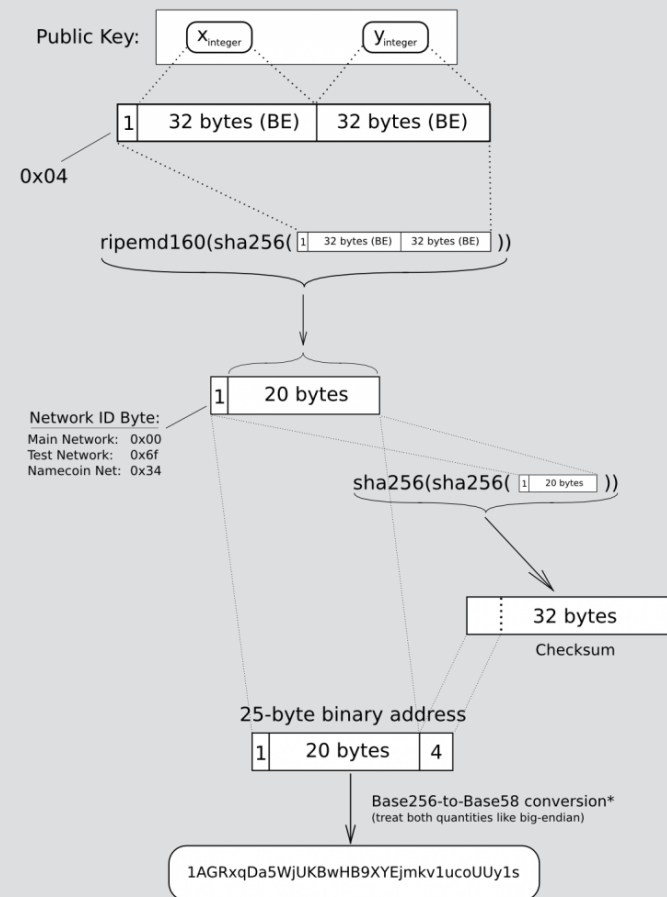 Public Key:
x integer
y integer
1 32 bytes (BE) 32 bytes (BE)
0x04
ripemd160(sha256( 1 32 bytes (BE) 32 bytes (BE) ))
1 20 bytes
Network ID Byte:
Main Network: 0x00
Test Network: 0x6f
Namecoin Net: 0x34
sha256(sha256( 1 20 bytes ))
32 bytes
Checksum
25-byte binary address
1 20 bytes 4
Base256-to-Base58 conversion*
(treat both quantities like big-endian)
1AGRxqDa5WjUKBwHB9XYEjmkv1ucoUUy1s